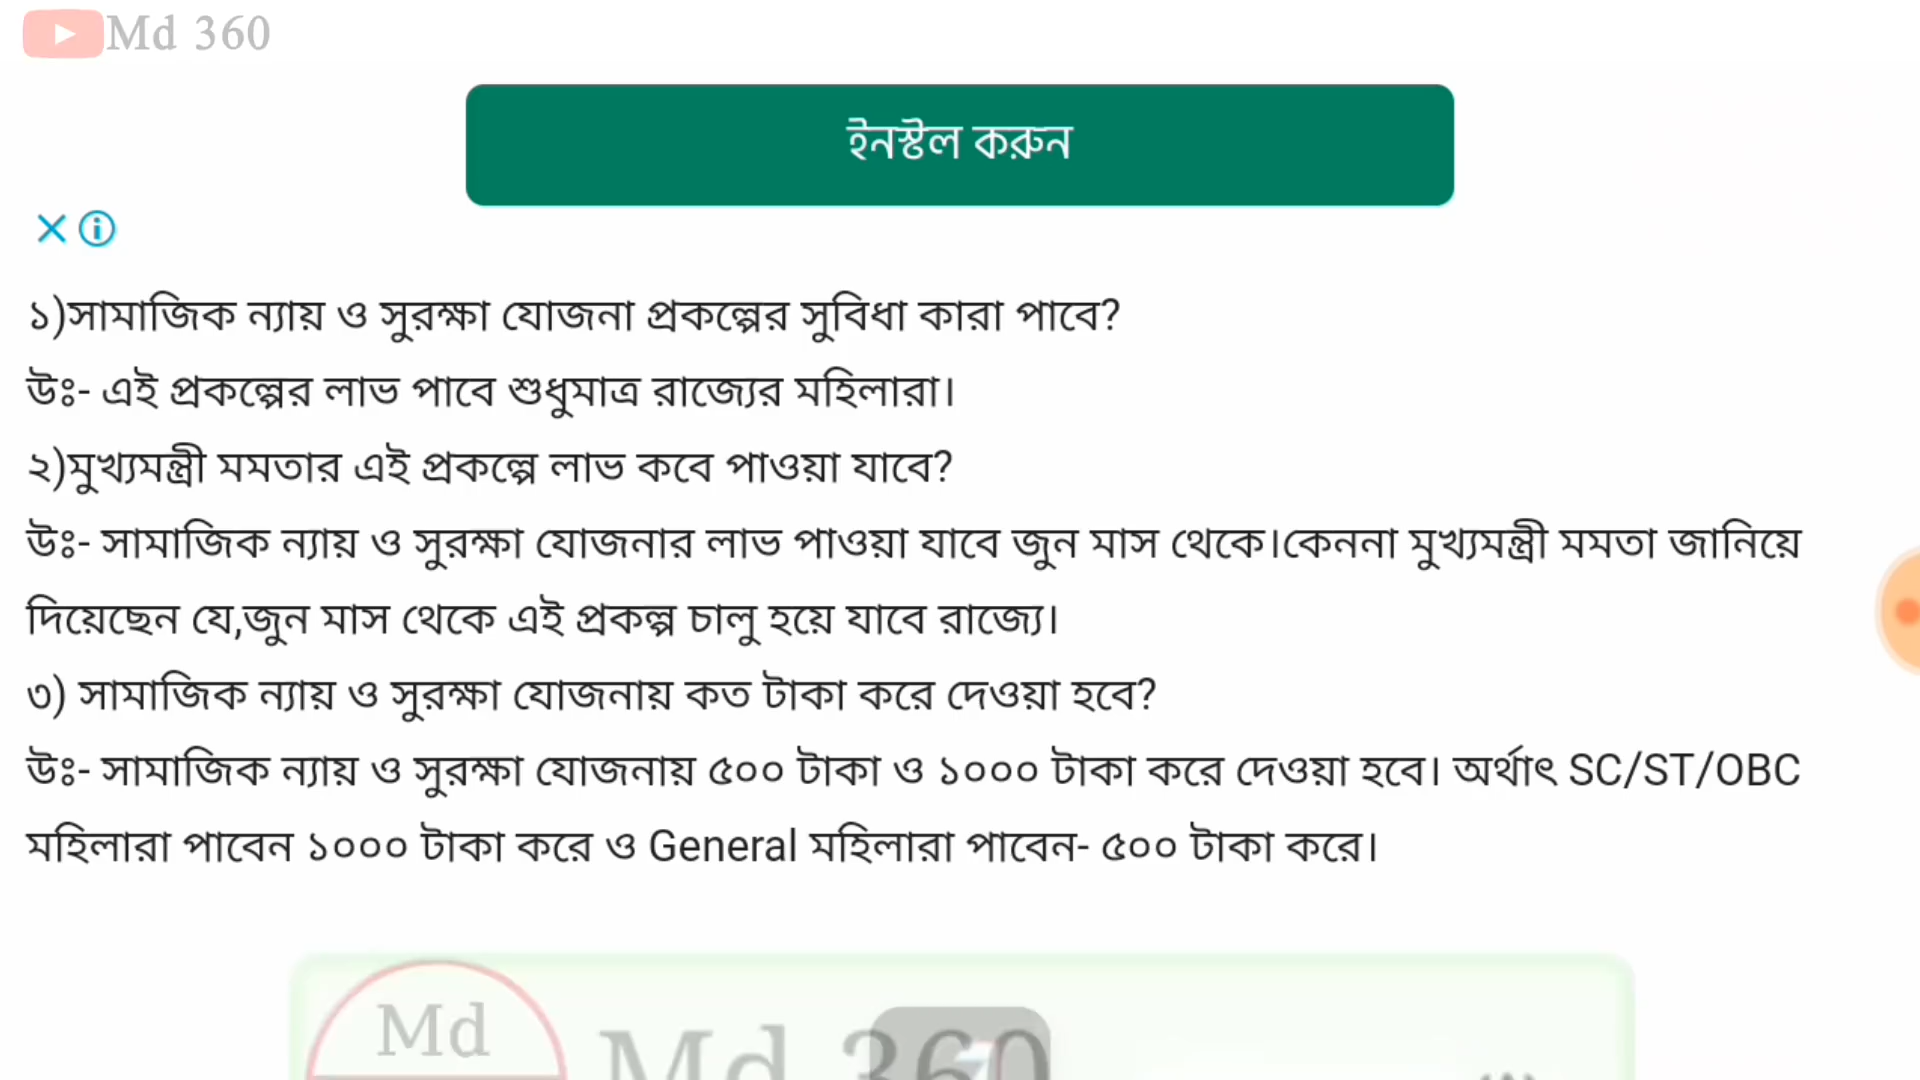 Md 360
ইনস্টল করুন
১)সামাজিক ন্যায় ও সুরক্ষা যোজনা প্রকল্পের সুবিধা কারা পাবে?
উঃ- এই প্রকল্পের লাভ পাবে শুধুমাত্র রাজ্যের মহিলারা।
২)মুখ্যমন্ত্রী মমতার এই প্রকল্পে লাভ কবে পাওয়া যাবে?
উঃ- সামাজিক ন্যায় ও সুরক্ষা যোজনার লাভ পাওয়া যাবে জুন মাস থেকে।কেননা মুখ্যমন্ত্রী মমতা জানিয়ে
দিয়েছেন যে,জুন মাস থেকে এই প্রকল্প চালু হয়ে যাবে রাজ্যে।
৩) সামাজিক ন্যায় ও সুরক্ষা যোজনায় কত টাকা করে দেওয়া হবে?
উঃ- সামাজিক ন্যায় ও সুরক্ষা যোজনায় ৫০০ টাকা ও ১০০০ টাকা করে দেওয়া হবে। অর্থাৎ SC/ST/OBC
মহিলারা পাবেন ১০০০ টাকা করে ও General মহিলারা পাবেন- ৫০০ টাকা করে।
Md
Md 360